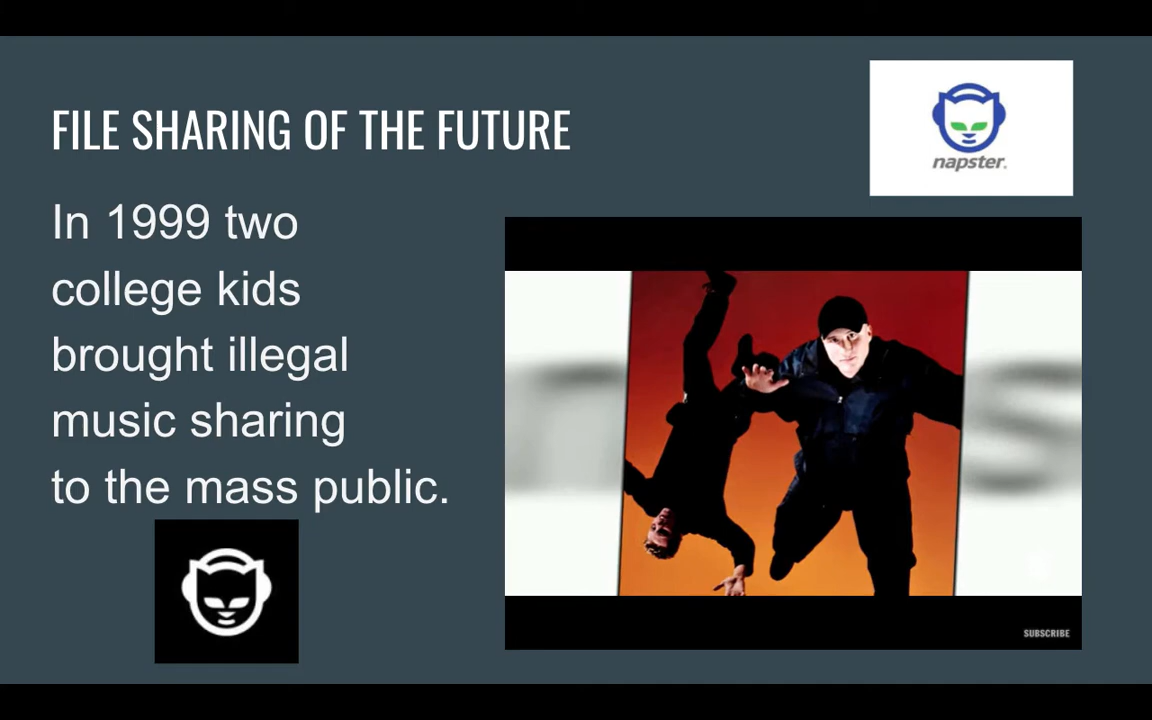 FILE SHARING OF THE FUTURE
napster.
In 1999 two
college kids
brought illegal
music sharing
to the mass public.
SUBSCRIBE